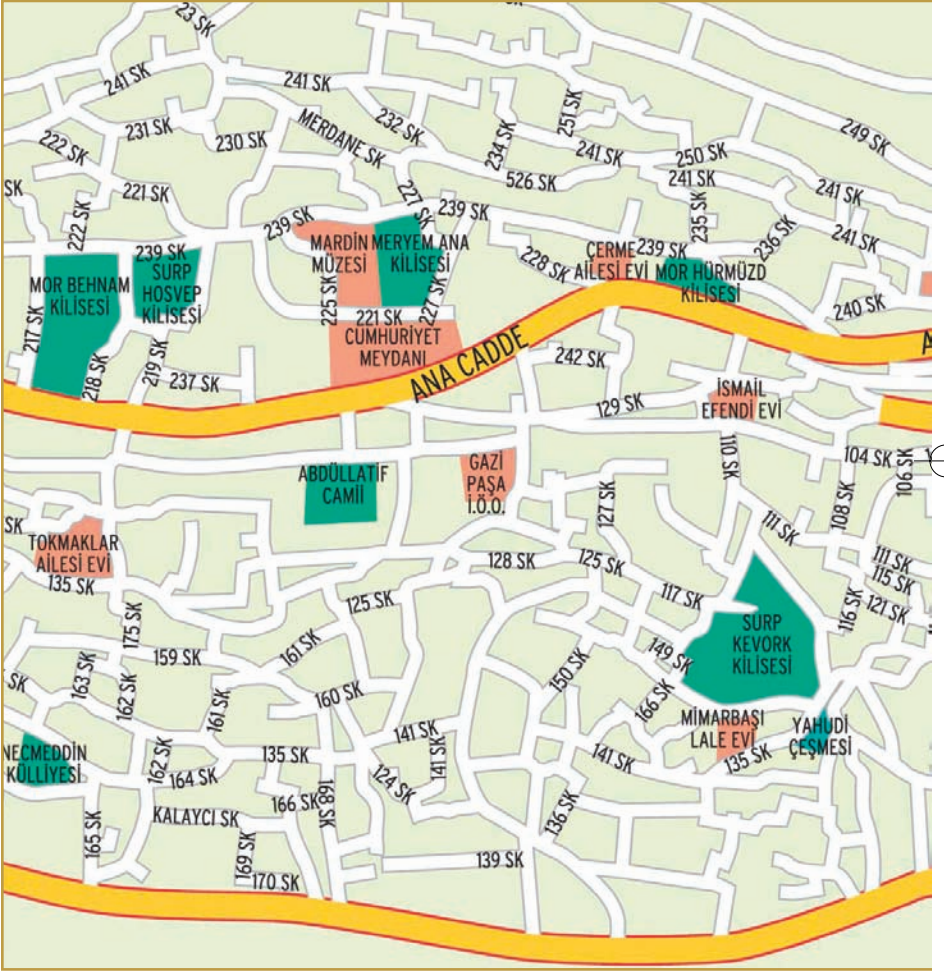 23 SK
241 SK
241 SK
251 SK
249 SK
232 SK
MERDANE SK
231 SK
230 SK
222 SK
234 SK
241 SK
250 SK
241 SK
241 SK
526 SK
SK
221 SK
222 SK
227 SK
239 SK
239 SK
235 SK
236 SK
241 SK
239 SK
SURP
HOSVEP
KİLİSESİ
MOR BEHNAM
KİLİSESİ
MARDİN
MÜZESİ
MERYEM ANA
KİLİSESİ
228 SK
ÇERME
AİLESİ EVİ
239 SK
MOR HÜRMÜZD
KİLİSESİ
240 SK
217 SK
218 SK
219 SK
237 SK
225 SK
227 SK
221 SK
CUMHURİYET
MEYDANI
ANA CADDE
A
242 SK
129 SK
İSMAİL
EFENDİ EVİ
110 SK
104 SK
106 SK
108 SK
ABDÜLLATİF
CAMİİ
GAZİ
PAŞA
İ.Ö.O.
127 SK
111 SK
SK
TOKMAKLAR
AİLESİ EVİ
135 SK
128 SK
125 SK
117 SK
111 SK
115 SK
121 SK
116 SK
125 SK
175 SK
161 SK
159 SK
SURP
KEVORK
KİLİSESİ
149 SK
150 SK
166 SK
SK
163 SK
162 SK
161 SK
160 SK
141 SK
141 SK
MİMARBAŞI
LALE EVİ
YAHUDİ
ÇEŞMESİ
135 SK
141 SK
NECMEDDİN
KÜLLİYESİ
162 SK
164 SK
135 SK
166 SK
168 SK
124 SK
136 SK
KALAYCI SK
165 SK
169 SK
170 SK
139 SK